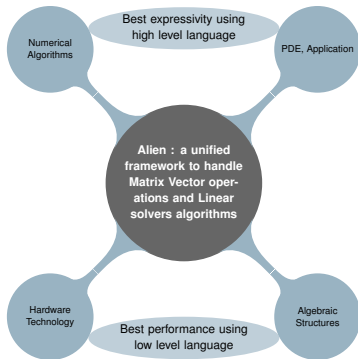 Best expressivity using
high level language
Numerical
Algorithms
PDE, Application
Alien : a unified
framework to handle
Matrix Vector oper-
ations and Linear
solvers algorithms
Hardware
Technology
Algebraic
Structures
Best performance using
low level language